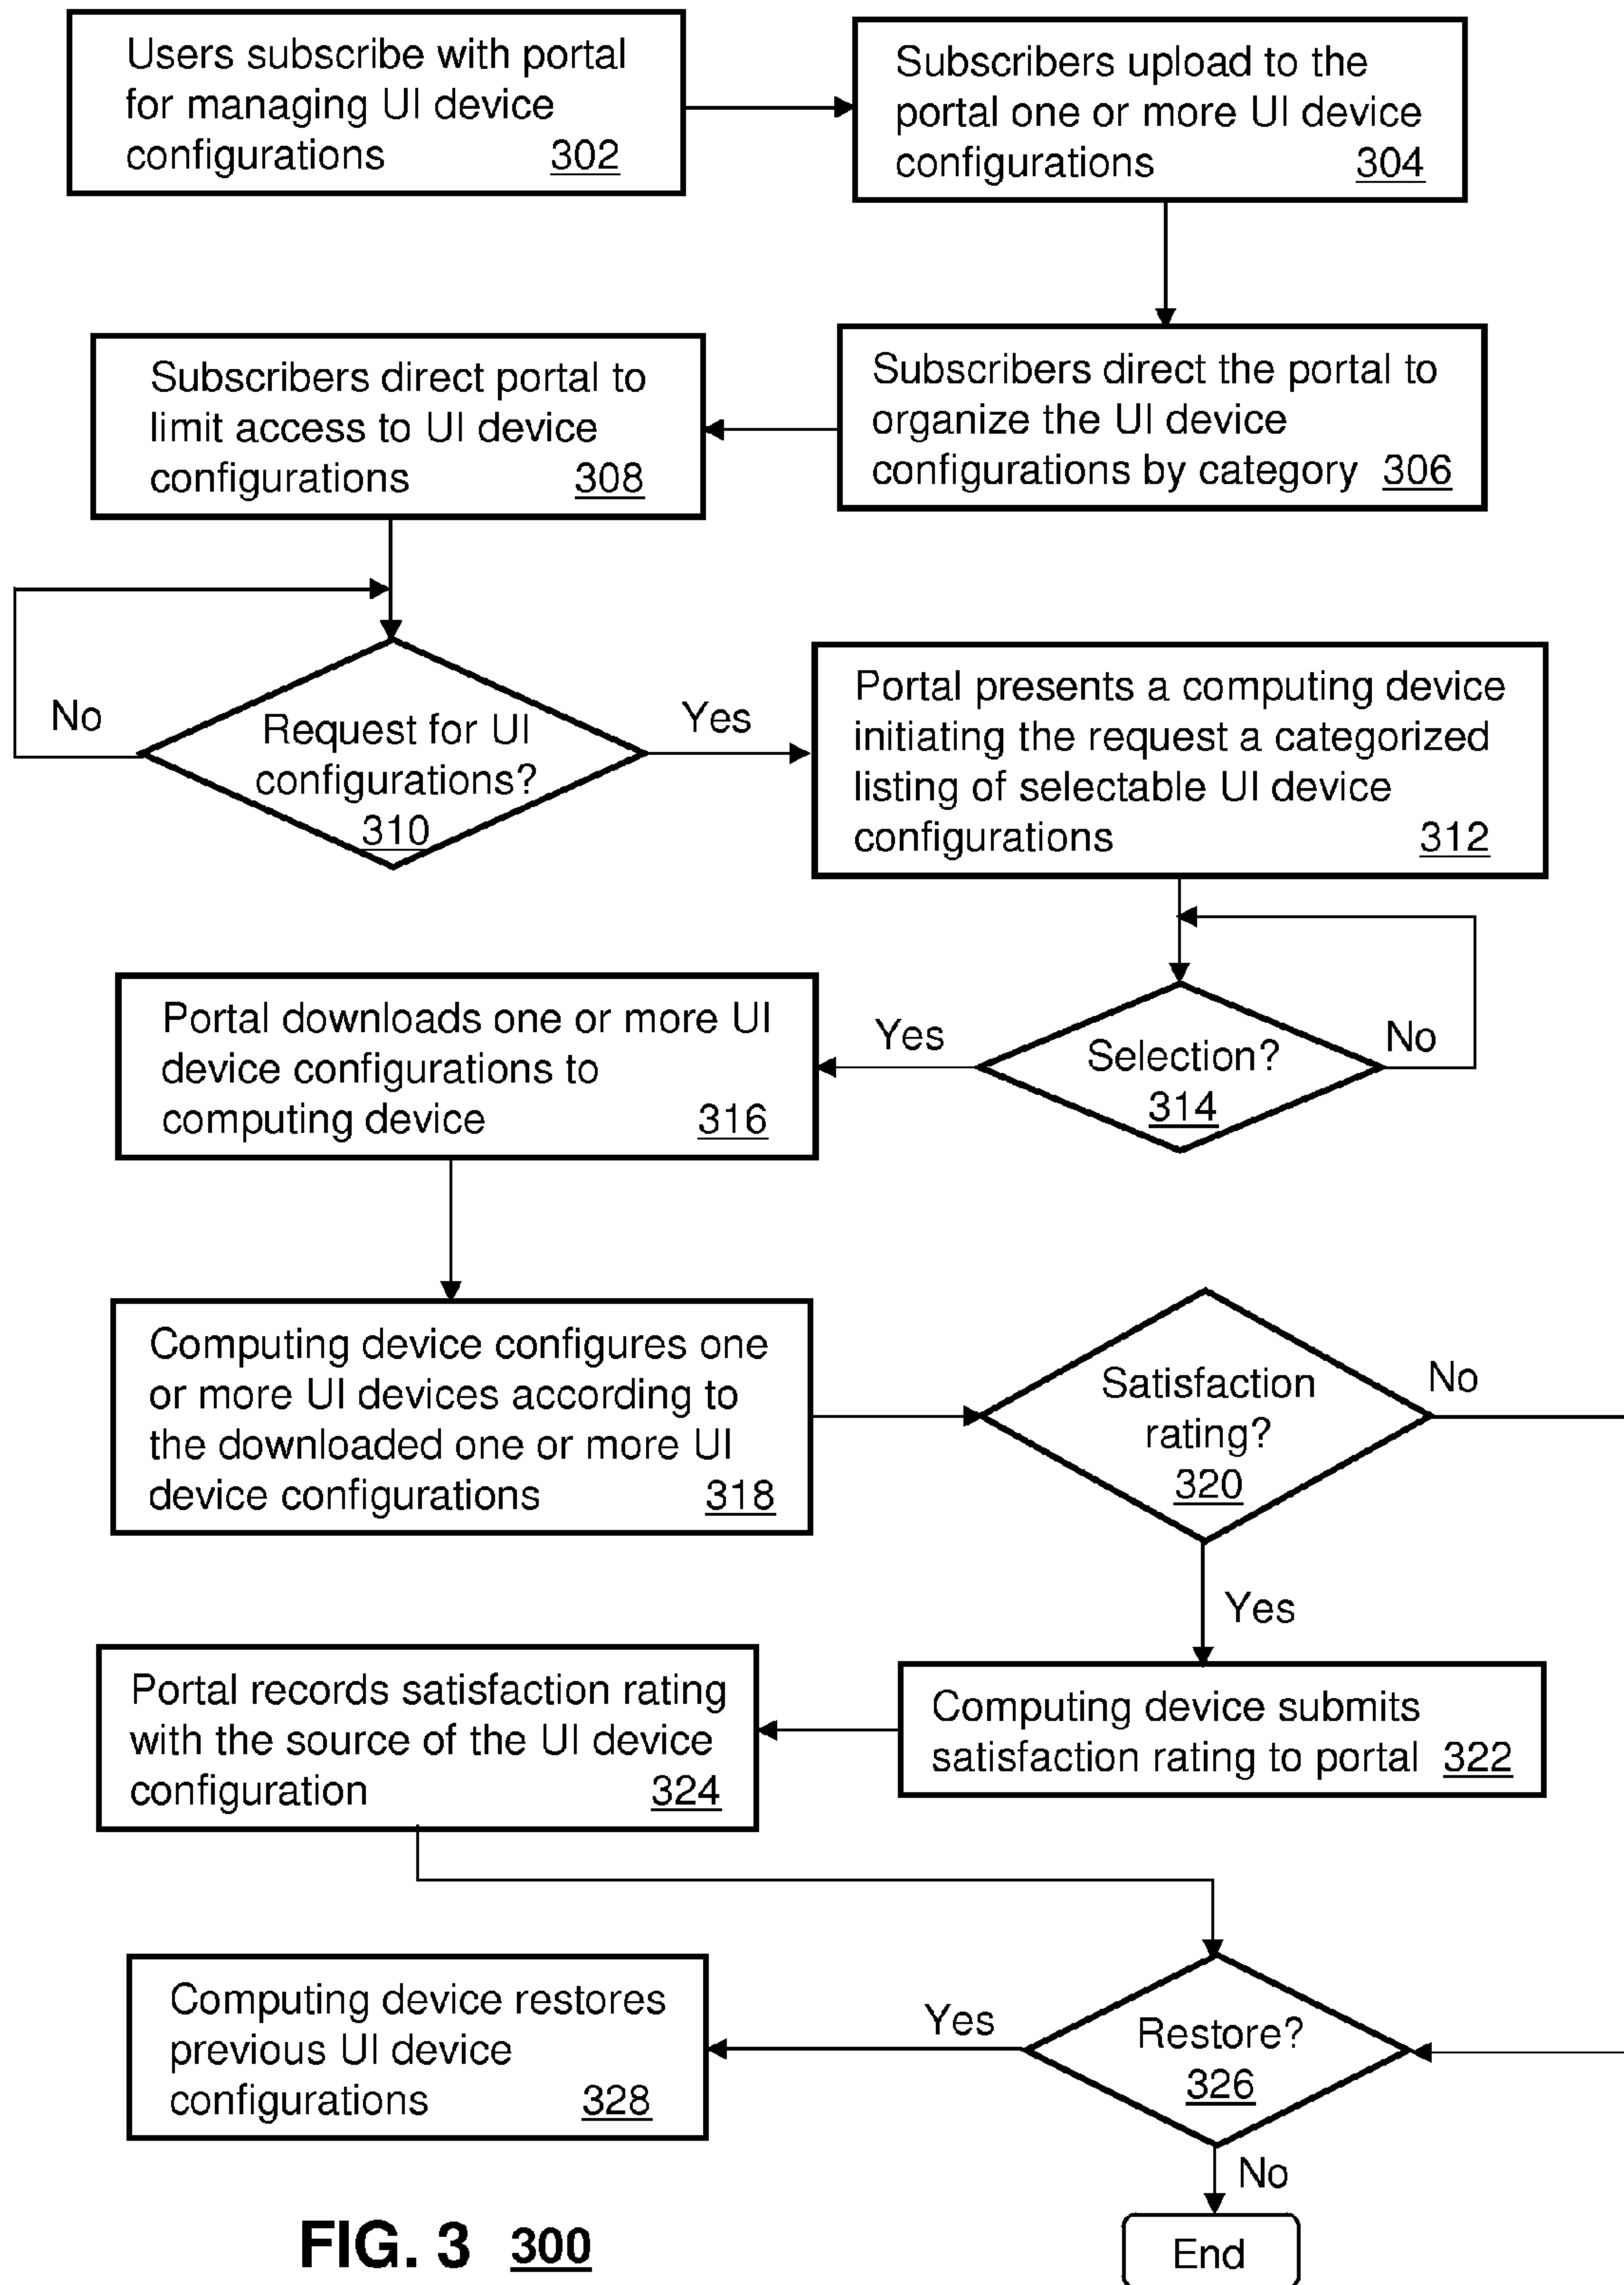 Users subscribe with portal
for managing UI device
configurations 302
Subscribers upload to the
portal one or more UI device
configurations 304
Subscribers direct the portal to
organize the UI device
configurations by category 306
Subscribers direct portal to
limit access to UI device
configurations 308
No
Request for UI
configurations?
310
Yes
Portal presents a computing device
initiating the request a categorized
listing of selectable UI device
configurations 312
Selection?
314
No
Yes
Portal downloads one or more UI
device configurations to
computing device 316
Computing device configures one
or more UI devices according to
the downloaded one or more UI
device configurations 318
Satisfaction
rating?
320
No
Yes
Computing device submits
satisfaction rating to portal 322
Portal records satisfaction rating
with the source of the UI device
configuration 324
Restore?
326
Yes
Computing device restores
previous UI device
configurations 328
No
End
FIG. 3 300